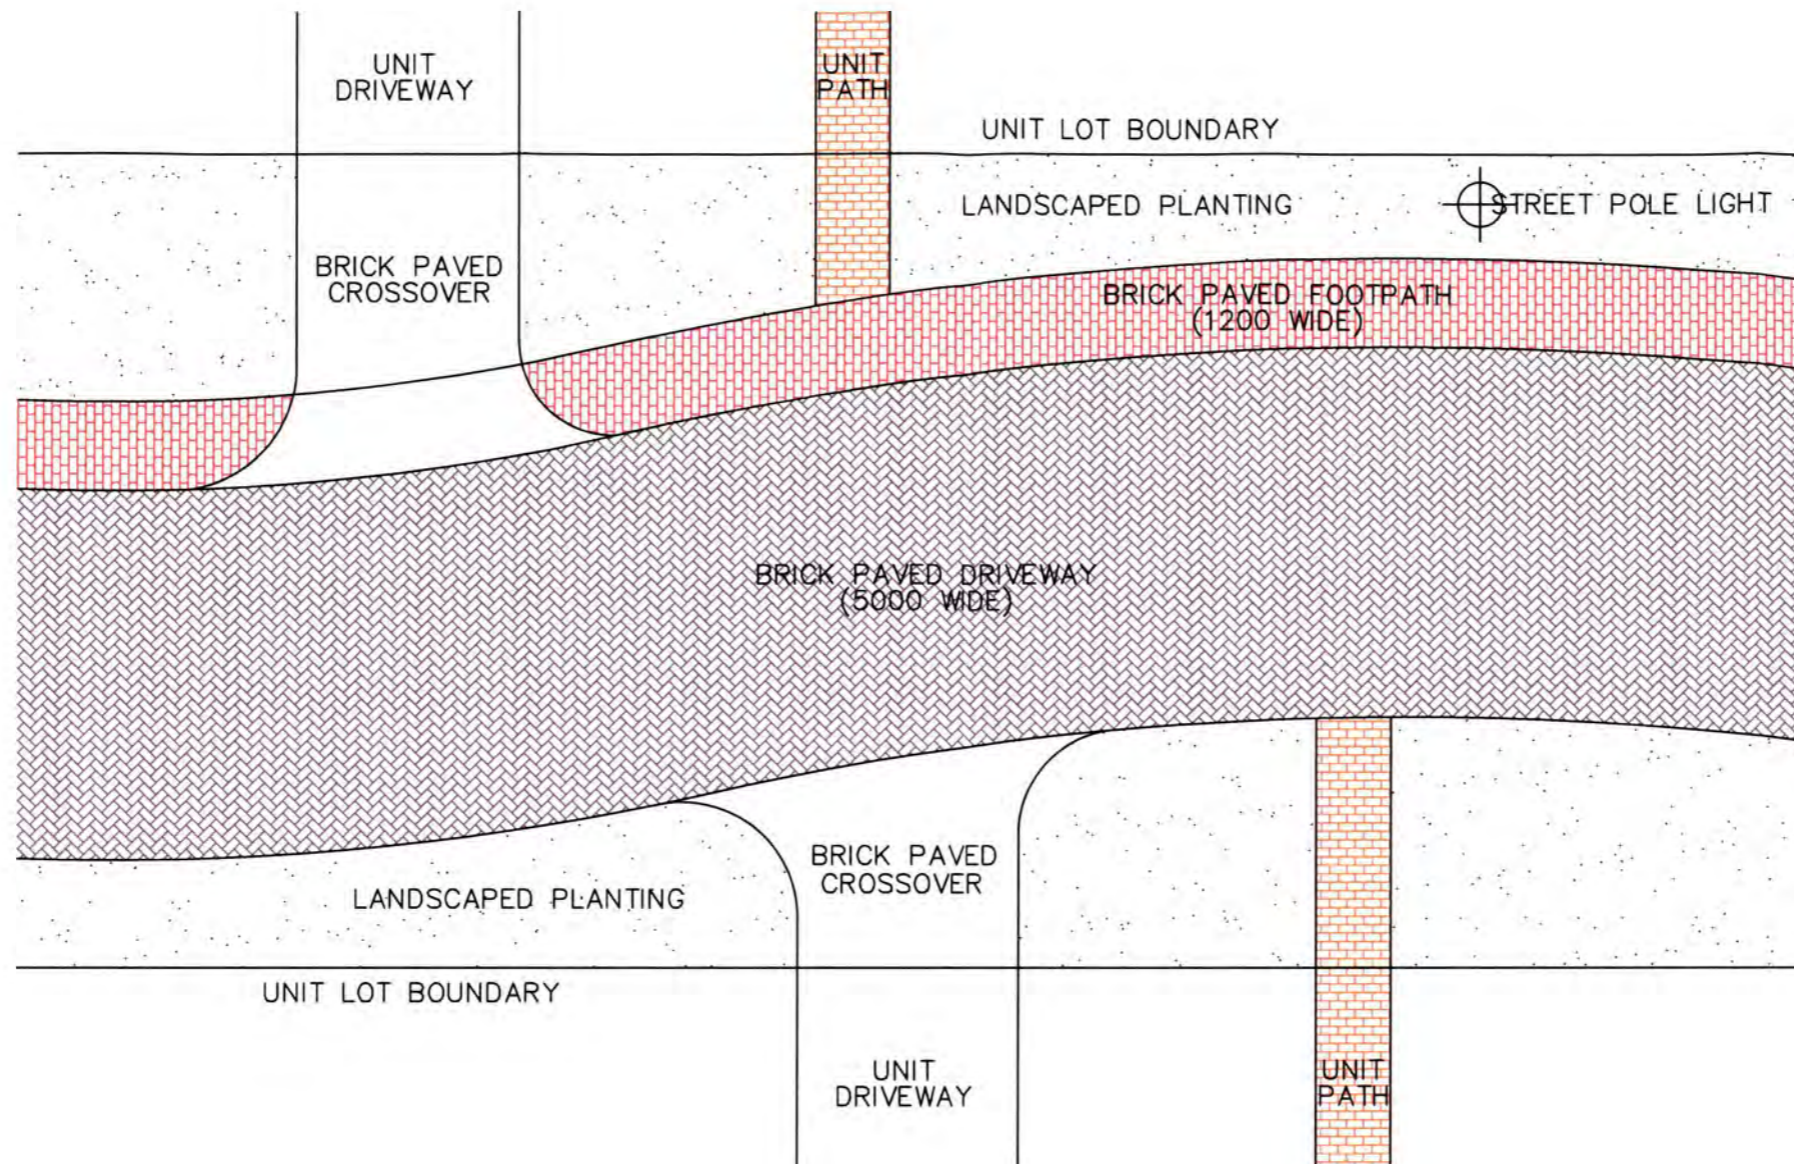 UNIT
DRIVEWAY
UNIT
PATH
UNIT LOT BOUNDARY
LANDSCAPED PLANTING
STREET POLE LIGHT
BRICK PAVED
CROSSOVER
BRICK PAVED FOOTPATH
(1200 WIDE)
BRICK PAVED DRIVEWAY
(5000 WIDE)
BRICK PAVED
CROSSOVER
LANDSCAPED PLANTING
UNIT LOT BOUNDARY
UNIT
DRIVEWAY
UNIT
PATH